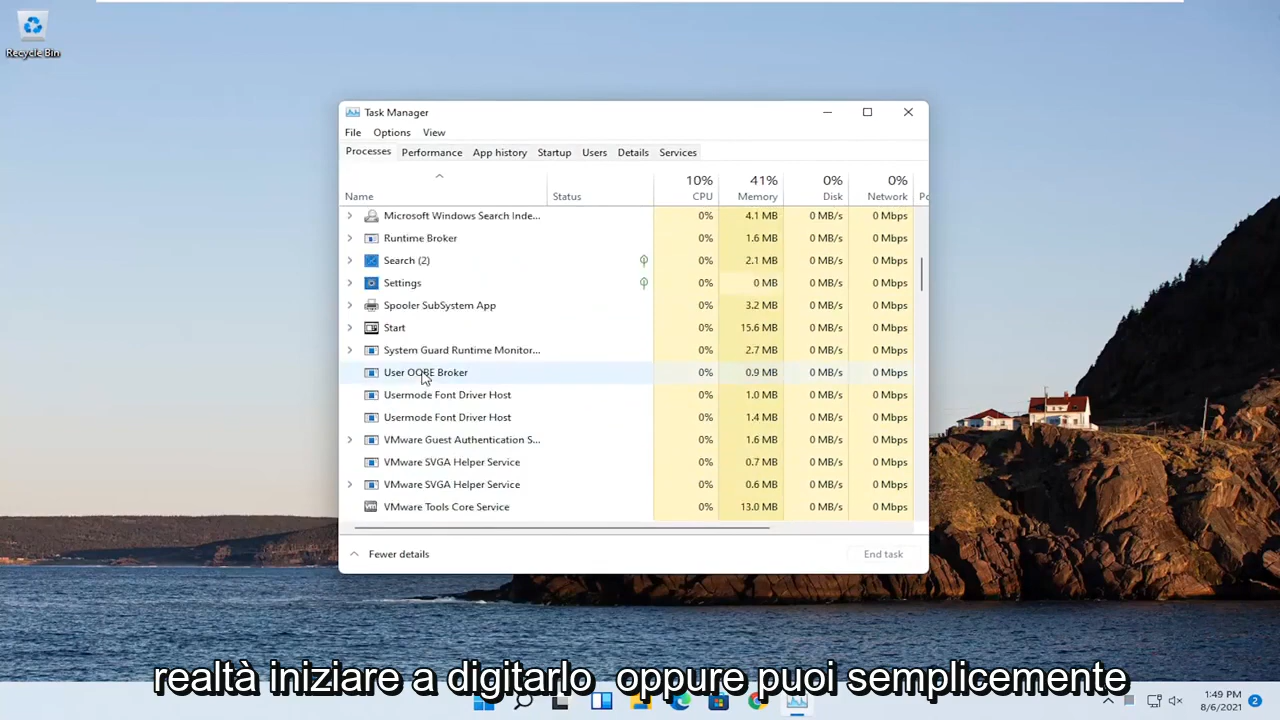 Recycle Bin
Task Manager
File Options View
Processes Performance App history Startup Users Details Services
10% 41% 0% 0%
Name Status CPU Memory Disk Network Po
Microsoft Windows Search Inde... 0% 4.1 MB 0 MB/s 0 Mbps
Runtime Broker 0% 1.6 MB 0 MB/s 0 Mbps
Search (2) 0% 2.1 MB 0 MB/s 0 Mbps
Settings 0% 0 MB 0 MB/s 0 Mbps
Spooler SubSystem App 0% 3.2 MB 0 MB/s 0 Mbps
Start 0% 15.6 MB 0 MB/s 0 Mbps
System Guard Runtime Monitor... 0% 2.7 MB 0 MB/s 0 Mbps
User OOBE Broker 0% 0.9 MB 0 MB/s 0 Mbps
Usermode Font Driver Host 0% 1.0 MB 0 MB/s 0 Mbps
Usermode Font Driver Host 0% 1.4 MB 0 MB/s 0 Mbps
VMware Guest Authentication S... 0% 1.6 MB 0 MB/s 0 Mbps
VMware SVGA Helper Service 0% 0.7 MB 0 MB/s 0 Mbps
VMware SVGA Helper Service 0% 0.6 MB 0 MB/s 0 Mbps
vm VMware Tools Core Service 0% 13.0 MB 0 MB/s 0 Mbps
Fewer details End task
realtà iniziare a digitarlo oppure puoi semplicemente
1:49 PM
8/6/2021 2